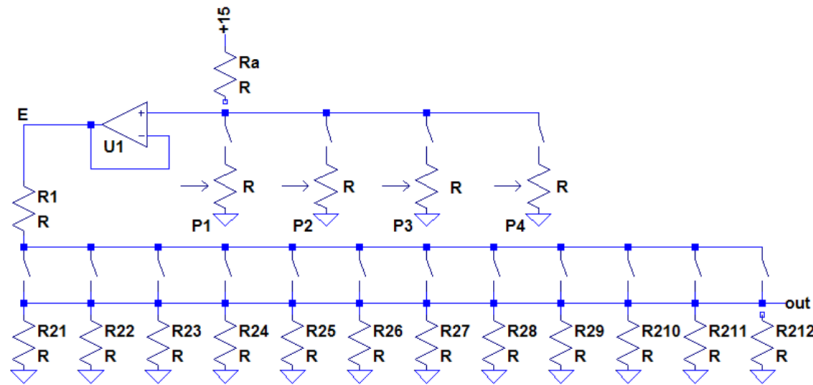 +15
Ra
R
E
+
-
U1
R R R R
R1
R
P1 P2 P3 P4
out
R21 R22 R23 R24 R25 R26 R27 R28 R29 R210 R211 R212
R R R R R R R R R R R R